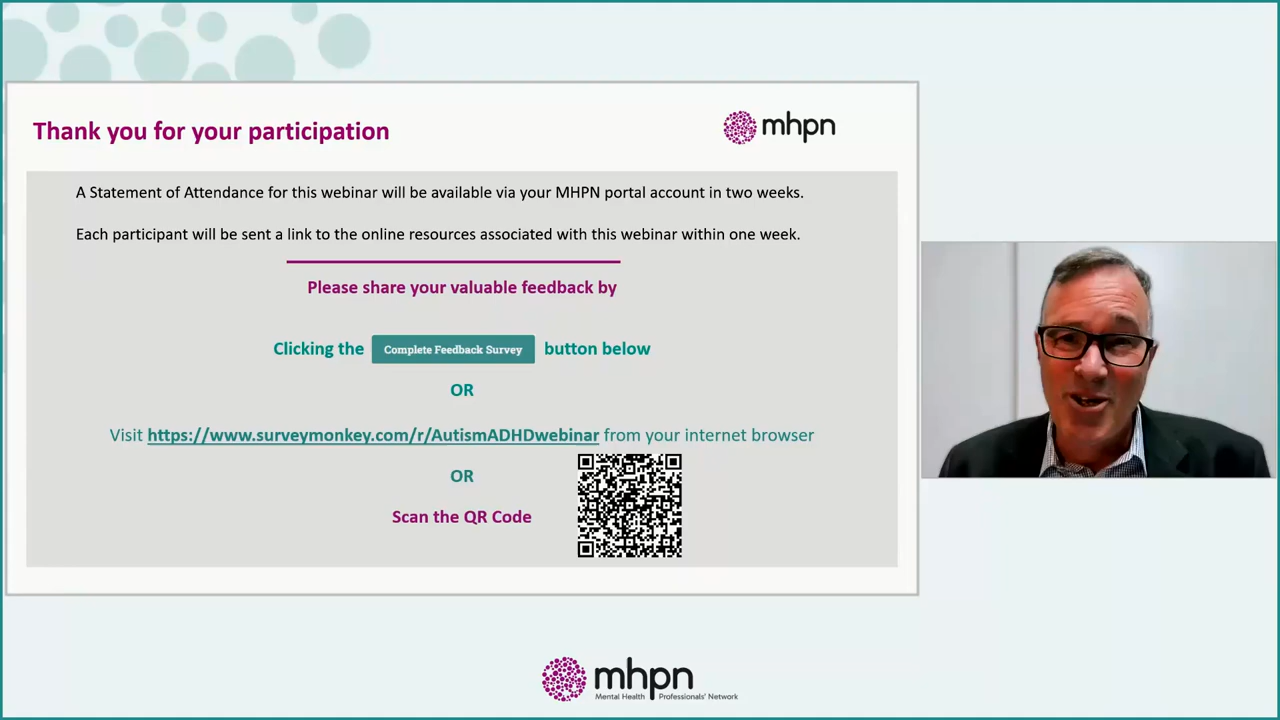 Thank you for your participation
mhpn
A Statement of Attendance for this webinar will be available via your MHPN portal account in two weeks.
Each participant will be sent a link to the online resources associated with this webinar within one week.
Please share your valuable feedback by
Clicking the Complete Feedback Survey button below
OR
Visit https://www.surveymonkey.com/r/AutismADHDwebinar from your internet browser
OR
Scan the QR Code
mhpn
Mental Health Professionals' Network